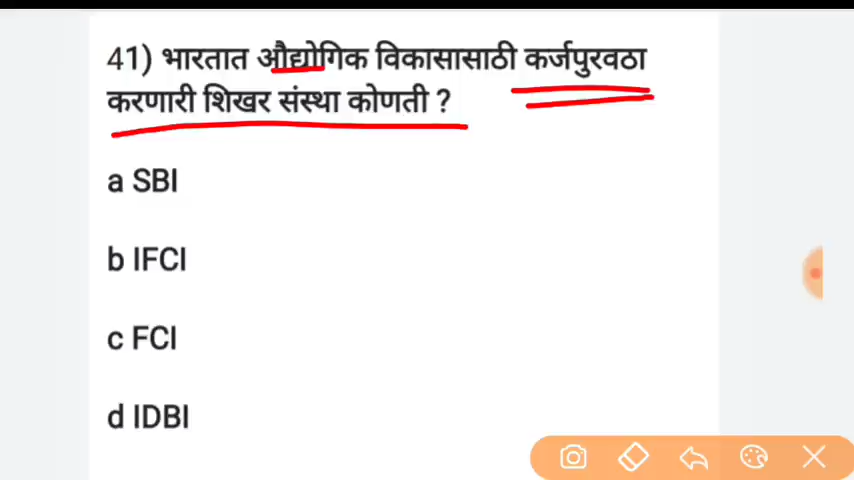 41) भारतात औद्योगिक विकासासाठी कर्जपुरवठा
करणारी शिखर संस्था कोणती ?
a SBI
b IFCI
c FCI
d IDBI